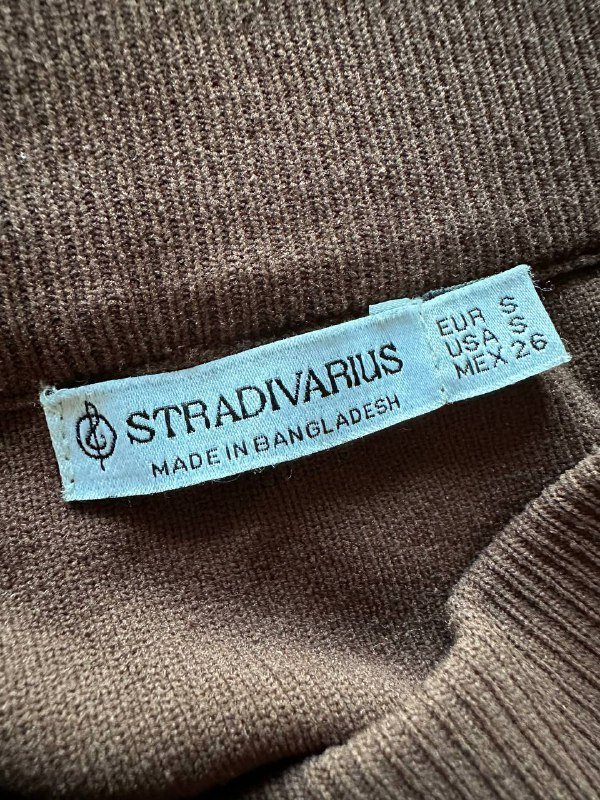 STRADIVARIUS
MADE IN BANGLADESH
EUR S
USA S
MEX 26